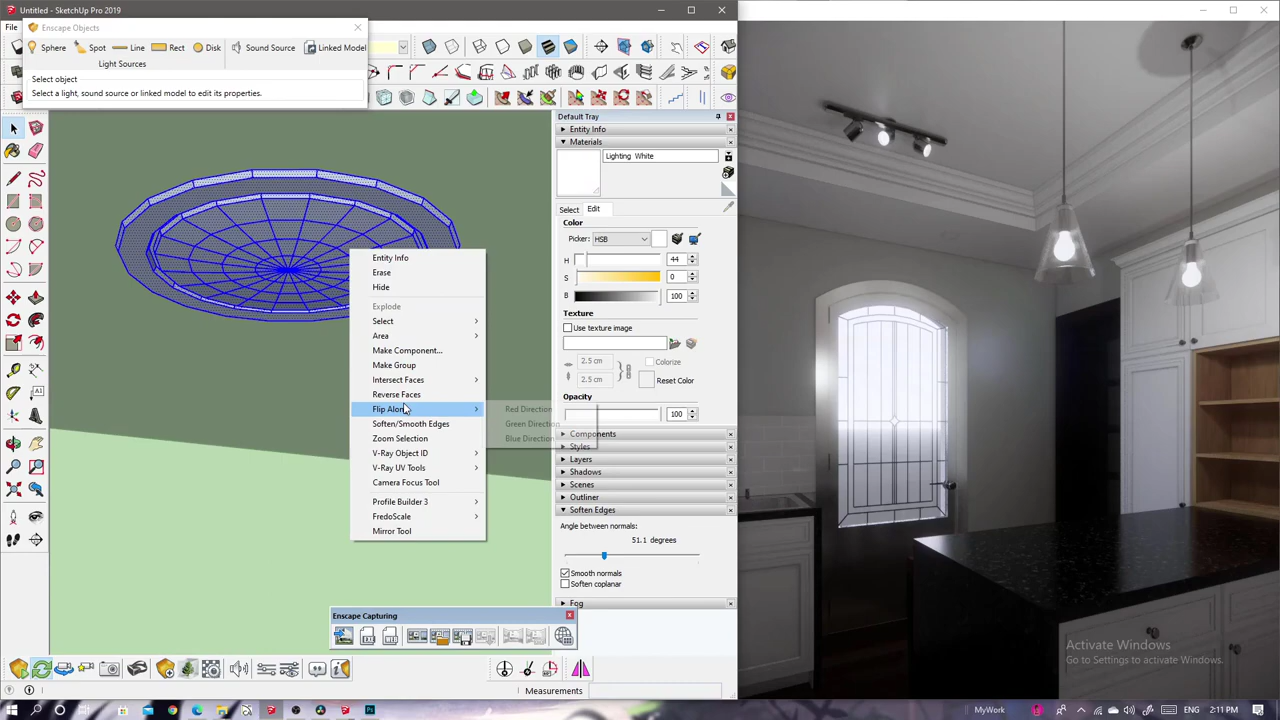 Untitled - SketchUp Pro 2019
File
Enscape Objects
Sphere Spot Line Rect Disk Sound Source Linked Model
Light Sources
Select object
Select a light, sound source or linked model to edit its properties.
Default Tray
Entity Info
Materials
Lighting White
Select Edit
Color
Picker: HSB
H 44
S 0
B 100
Texture
Use texture image
2.5 cm
Colorize
2.5 cm
Reset Color
Opacity
100
Components
Styles
Layers
Shadows
Scenes
Outliner
Soften Edges
Angle between normals:
51.1 degrees
Smooth normals
Soften coplanar
Fog
Entity Info
Erase
Hide
Explode
Select
Area
Make Component...
Make Group
Intersect Faces
Reverse Faces
Flip Along
Soften/Smooth Edges
Zoom Selection
V-Ray Object ID
V-Ray UV Tools
Camera Focus Tool
Profile Builder 3
FredoScale
Mirror Tool
Red Direction
Green Direction
Blue Direction
Enscape Capturing
Measurements
Activate Windows
Go to Settings to activate Windows.
MyWork
ENG
2:11 PM